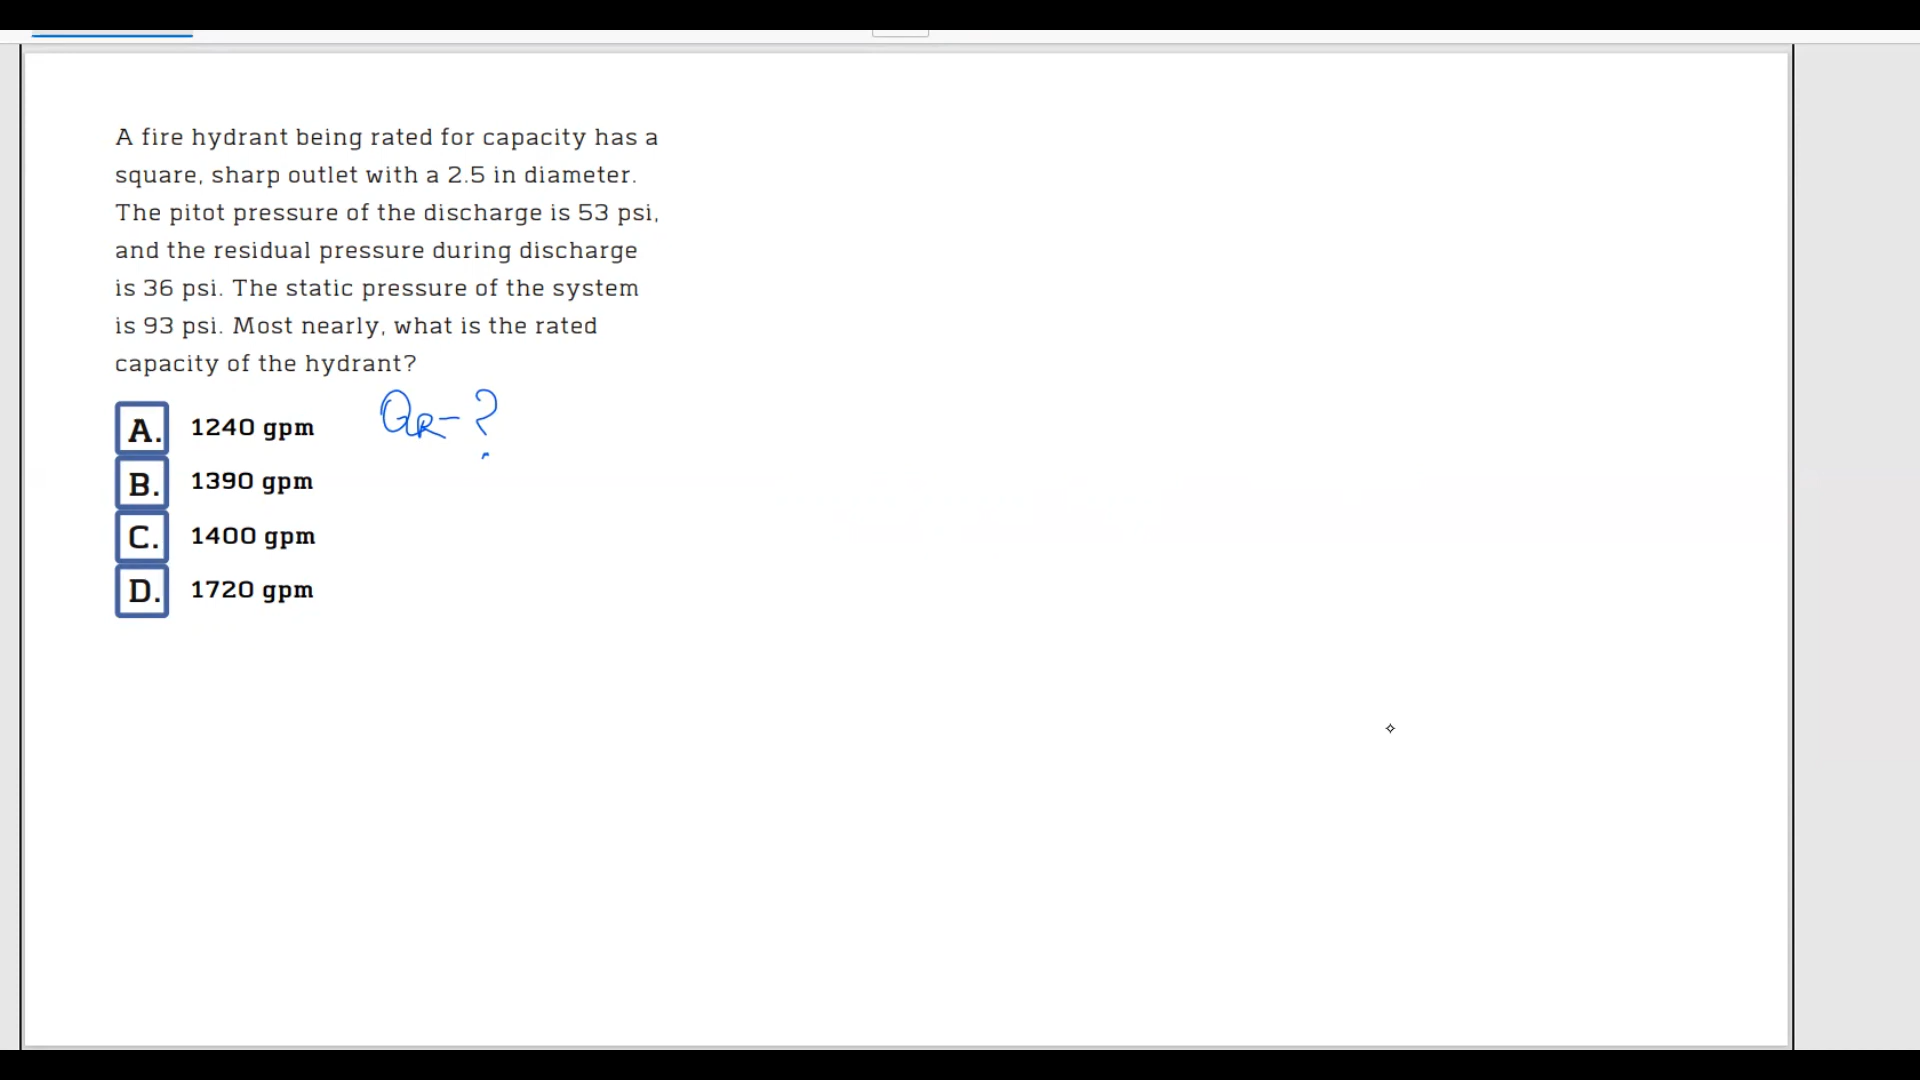 A fire hydrant being rated for capacity has a
square, sharp outlet with a 2.5 in diameter.
The pitot pressure of the discharge is 53 psi,
and the residual pressure during discharge
is 36 psi. The static pressure of the system
is 93 psi. Most nearly, what is the rated
capacity of the hydrant?
QR - ?
A. 1240 gpm
B. 1390 gpm
C. 1400 gpm
D. 1720 gpm